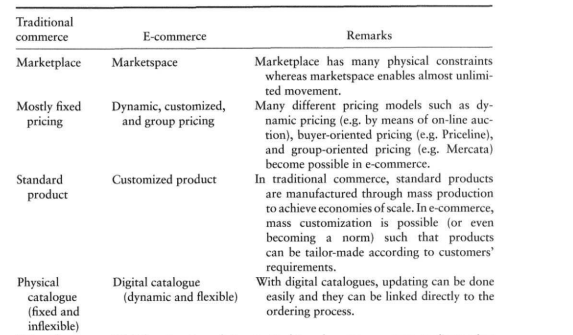 Traditional
commerce E-commerce Remarks
Marketplace Marketspace Marketplace has many physical constraints
whereas marketspace enables almost unlimi-
ted movement.
Mostly fixed Dynamic, customized, Many different pricing models such as dy-
pricing and group pricing namic pricing (e.g. by means of on-line auc-
tion), buyer-oriented pricing (e.g. Priceline),
and group-oriented pricing (e.g. Mercata)
become possible in e-commerce.
Standard Customized product In traditional commerce, standard products
product are manufactured through mass production
to achieve economies of scale. In e-commerce,
mass customization is possible (or even
becoming a norm) such that products
can be tailor-made according to customers'
requirements.
Physical Digital catalogue With digital catalogues, updating can be done
catalogue (dynamic and flexible) easily and they can be linked directly to the
(fixed and ordering process.
inflexible)